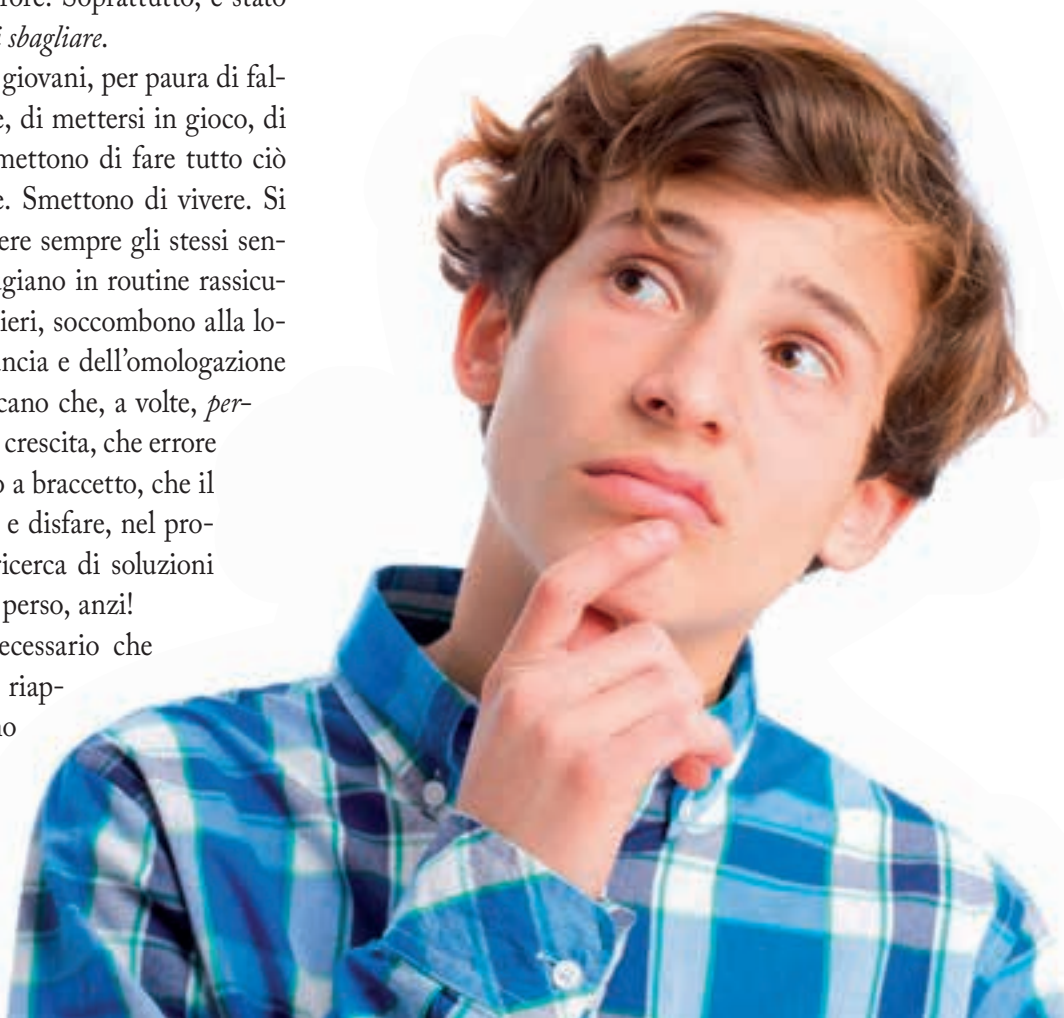 Soprattutto, è stato
sbagliare.
giovani, per paura di fal-
, di mettersi in gioco, di
mettono di fare tutto ciò
. Smettono di vivere. Si
ere sempre gli stessi sen-
giano in routine rassicu-
ieri, soccombono alla lo-
ncia e dell'omologazione
cano che, a volte, per-
crescita, che errore
a braccetto, che il
e disfare, nel pro-
icerca di soluzioni
perso, anzi!
ecessario che
riap-
no